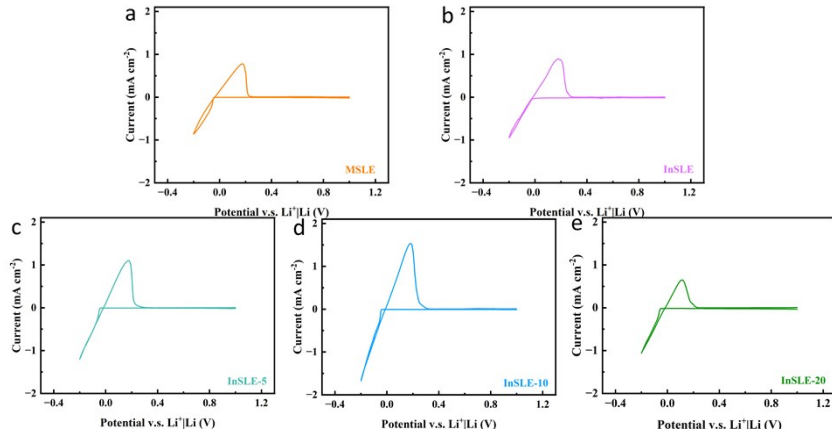 a
Current (mA cm⁻²)
2
1
0
−1
−2
−0.4 0.0 0.4 0.8 1.2
MSLE
Potential v.s. Li⁺|Li (V)
b
Current (mA cm⁻²)
2
1
0
−1
−2
−0.4 0.0 0.4 0.8 1.2
InSLE
Potential v.s. Li⁺|Li (V)
c
Current (mA cm⁻²)
2
1
0
−1
−2
−0.4 0.0 0.4 0.8 1.2
InSLE-5
Potential v.s. Li⁺|Li (V)
d
Current (mA cm⁻²)
2
1
0
−1
−2
−0.4 0.0 0.4 0.8 1.2
InSLE-10
Potential v.s. Li⁺|Li (V)
e
Current (mA cm⁻²)
2
1
0
−1
−2
−0.4 0.0 0.4 0.8 1.2
InSLE-20
Potential v.s. Li⁺|Li (V)